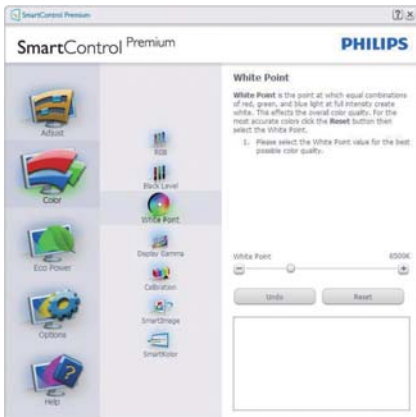 SmartControl Premium
SmartControl Premium
PHILIPS
Adjust
Color
Eco Power
Options
Help
RGB
Black Level
White Point
Display Gamma
Calibration
SmartImage
SmartKolor
White Point
White Point is the point at which equal combinations
of red, green, and blue light at full intensity create
white. This effects the overall color quality. For the
most accurate colors click the Reset button then
select the White Point.
1. Please select the White Point value for the best
possible color quality.
White Point 6500K
Undo Reset